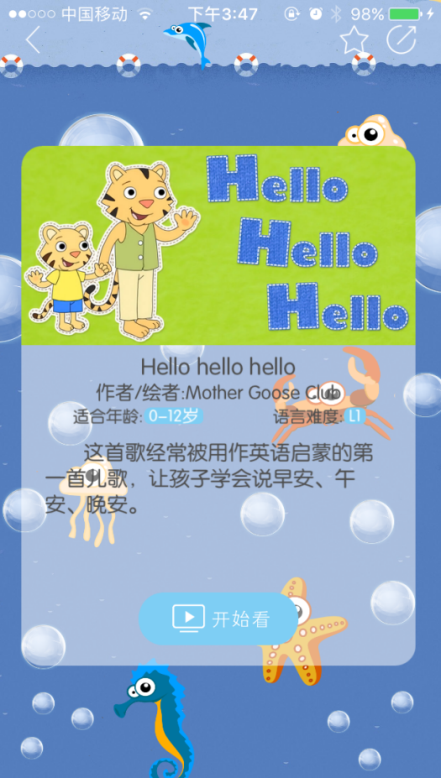 中国移动 下午3:47 98%
Hello
Hello
Hello
Hello hello hello
作者/绘者:Mother Goose Club
适合年龄: 0-12岁 语言难度: L1
这首歌经常被用作英语启蒙的第
一首儿歌，让孩子学会说早安、午
安、晚安。
开始看